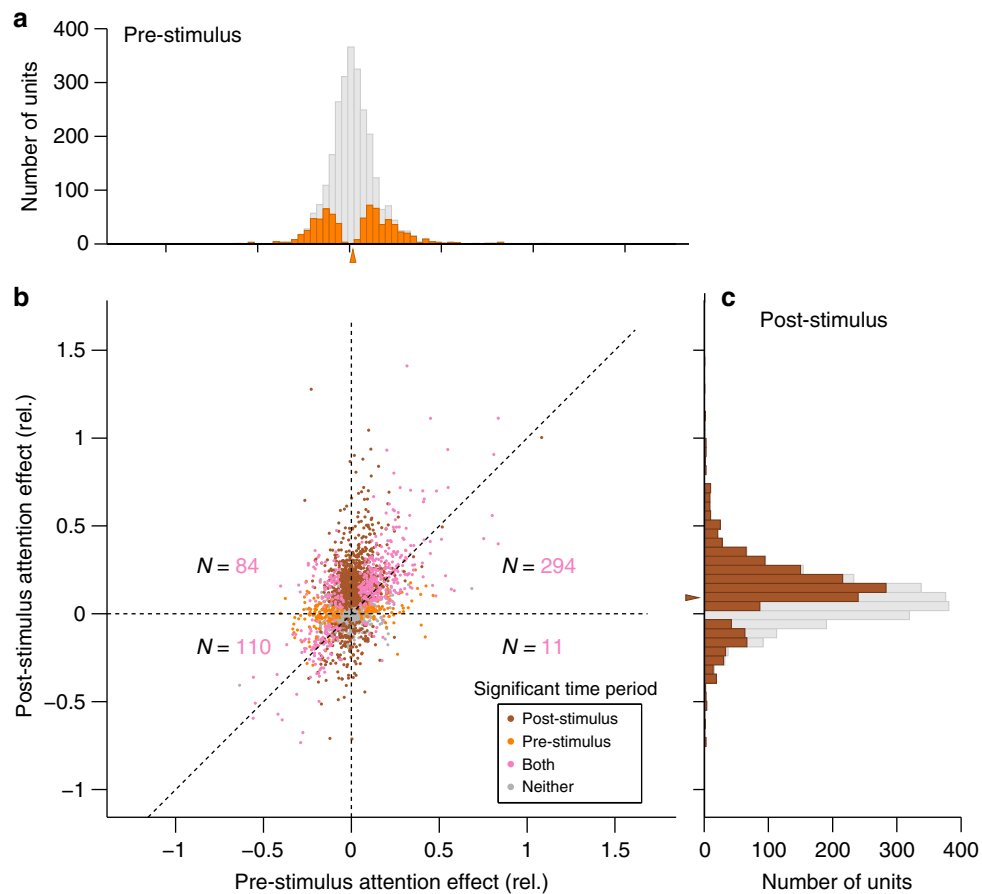 a
Pre-stimulus
Number of units
400
300
200
100
0
b
Post-stimulus attention effect (rel.)
1.5
1
0.5
0
−0.5
−1
N = 84
N = 294
N = 110
N = 11
Significant time period
Post-stimulus
Pre-stimulus
Both
Neither
−1
−0.5
0
0.5
1
1.5
Pre-stimulus attention effect (rel.)
c
Post-stimulus
0
100
200
300
400
Number of units